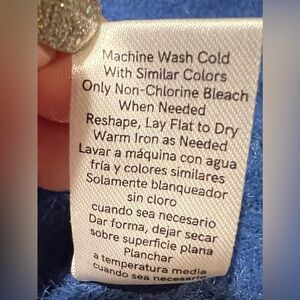 Machine Wash Cold
With Similar Colors
Only Non-Chlorine Bleach
When Needed
Reshape, Lay Flat to Dry
Warm Iron as Needed
Lavar a máquina con agua
fría y colores similares
Solamente blanqueador
sin cloro
cuando sea necesario
Dar forma, dejar secar
sobre superficie plana
Planchar
a temperatura media
cuando sea necesario